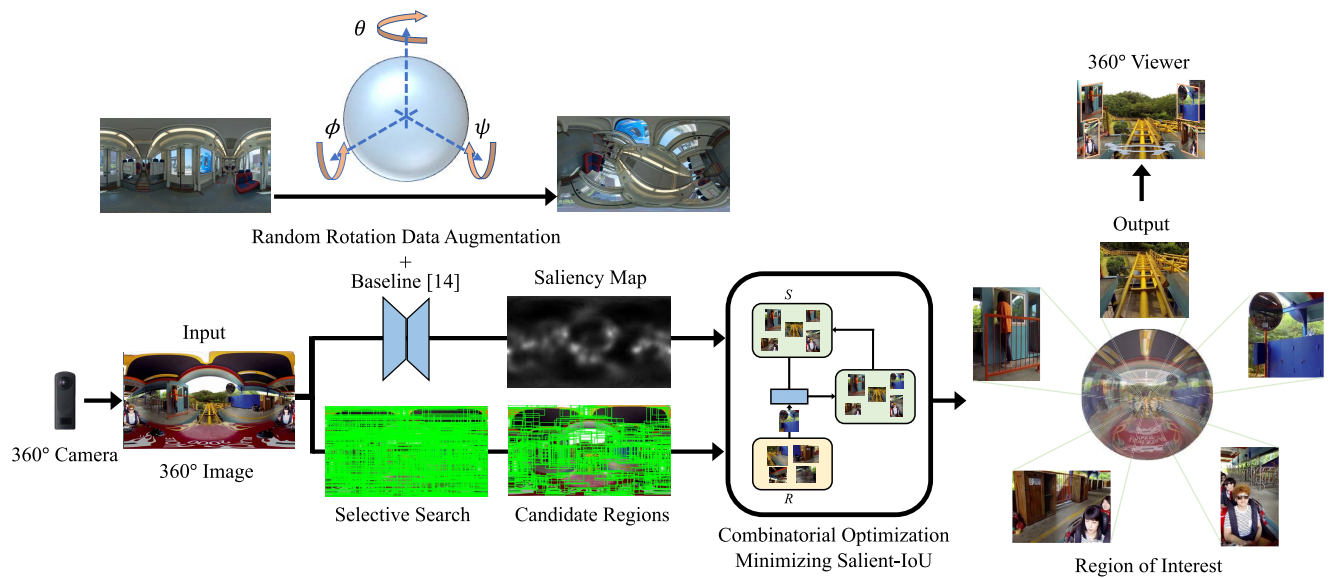 θ
ϕ
ψ
Random Rotation Data Augmentation
+
Baseline [14]
Saliency Map
Input
360° Camera
360° Image
Selective Search
Candidate Regions
S
R
Combinatorial Optimization
Minimizing Salient-IoU
360° Viewer
Output
Region of Interest